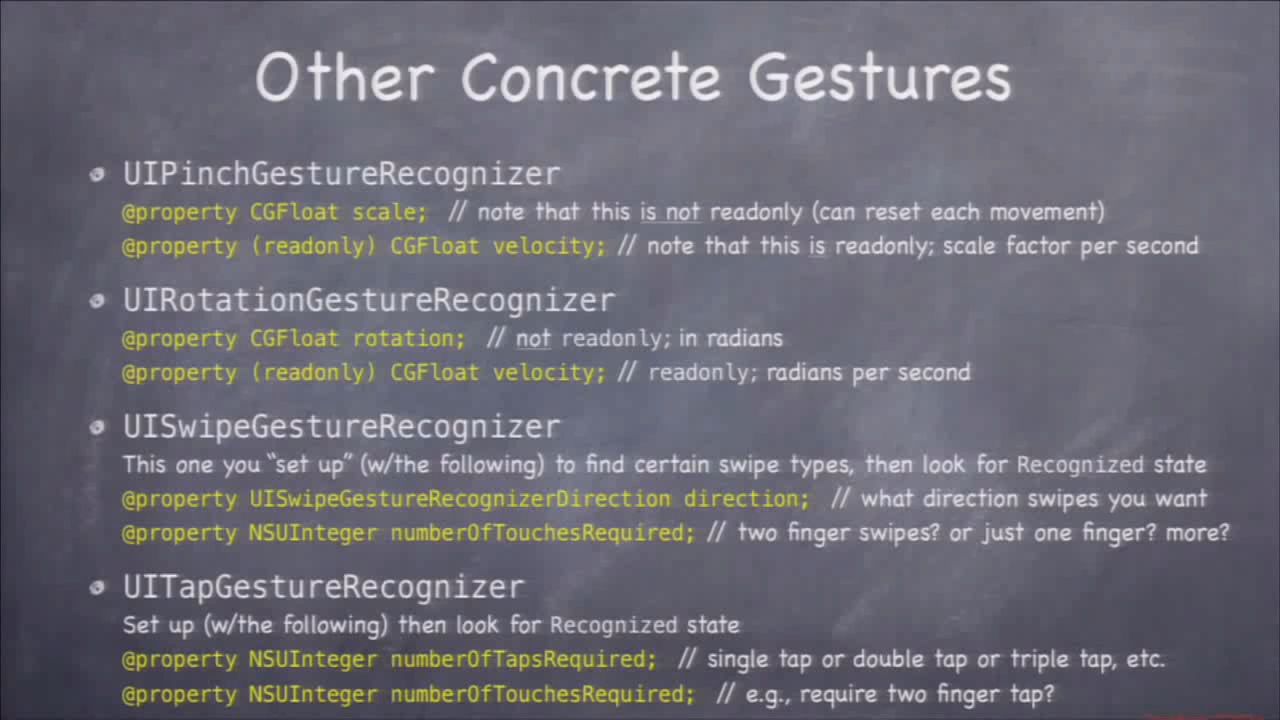 Other Concrete Gestures
UIPinchGestureRecognizer
@property CGFloat scale; // note that this is not readonly (can reset each movement)
@property (readonly) CGFloat velocity; // note that this is readonly; scale factor per second
UIRotationGestureRecognizer
@property CGFloat rotation; // not readonly; in radians
@property (readonly) CGFloat velocity; // readonly; radians per second
UISwipeGestureRecognizer
This one you “set up” (w/the following) to find certain swipe types, then look for Recognized state
@property UISwipeGestureRecognizerDirection direction; // what direction swipes you want
@property NSUInteger numberOfTouchesRequired; // two finger swipes? or just one finger? more?
UITapGestureRecognizer
Set up (w/the following) then look for Recognized state
@property NSUInteger numberOfTapsRequired; // single tap or double tap or triple tap, etc.
@property NSUInteger numberOfTouchesRequired; // e.g., require two finger tap?